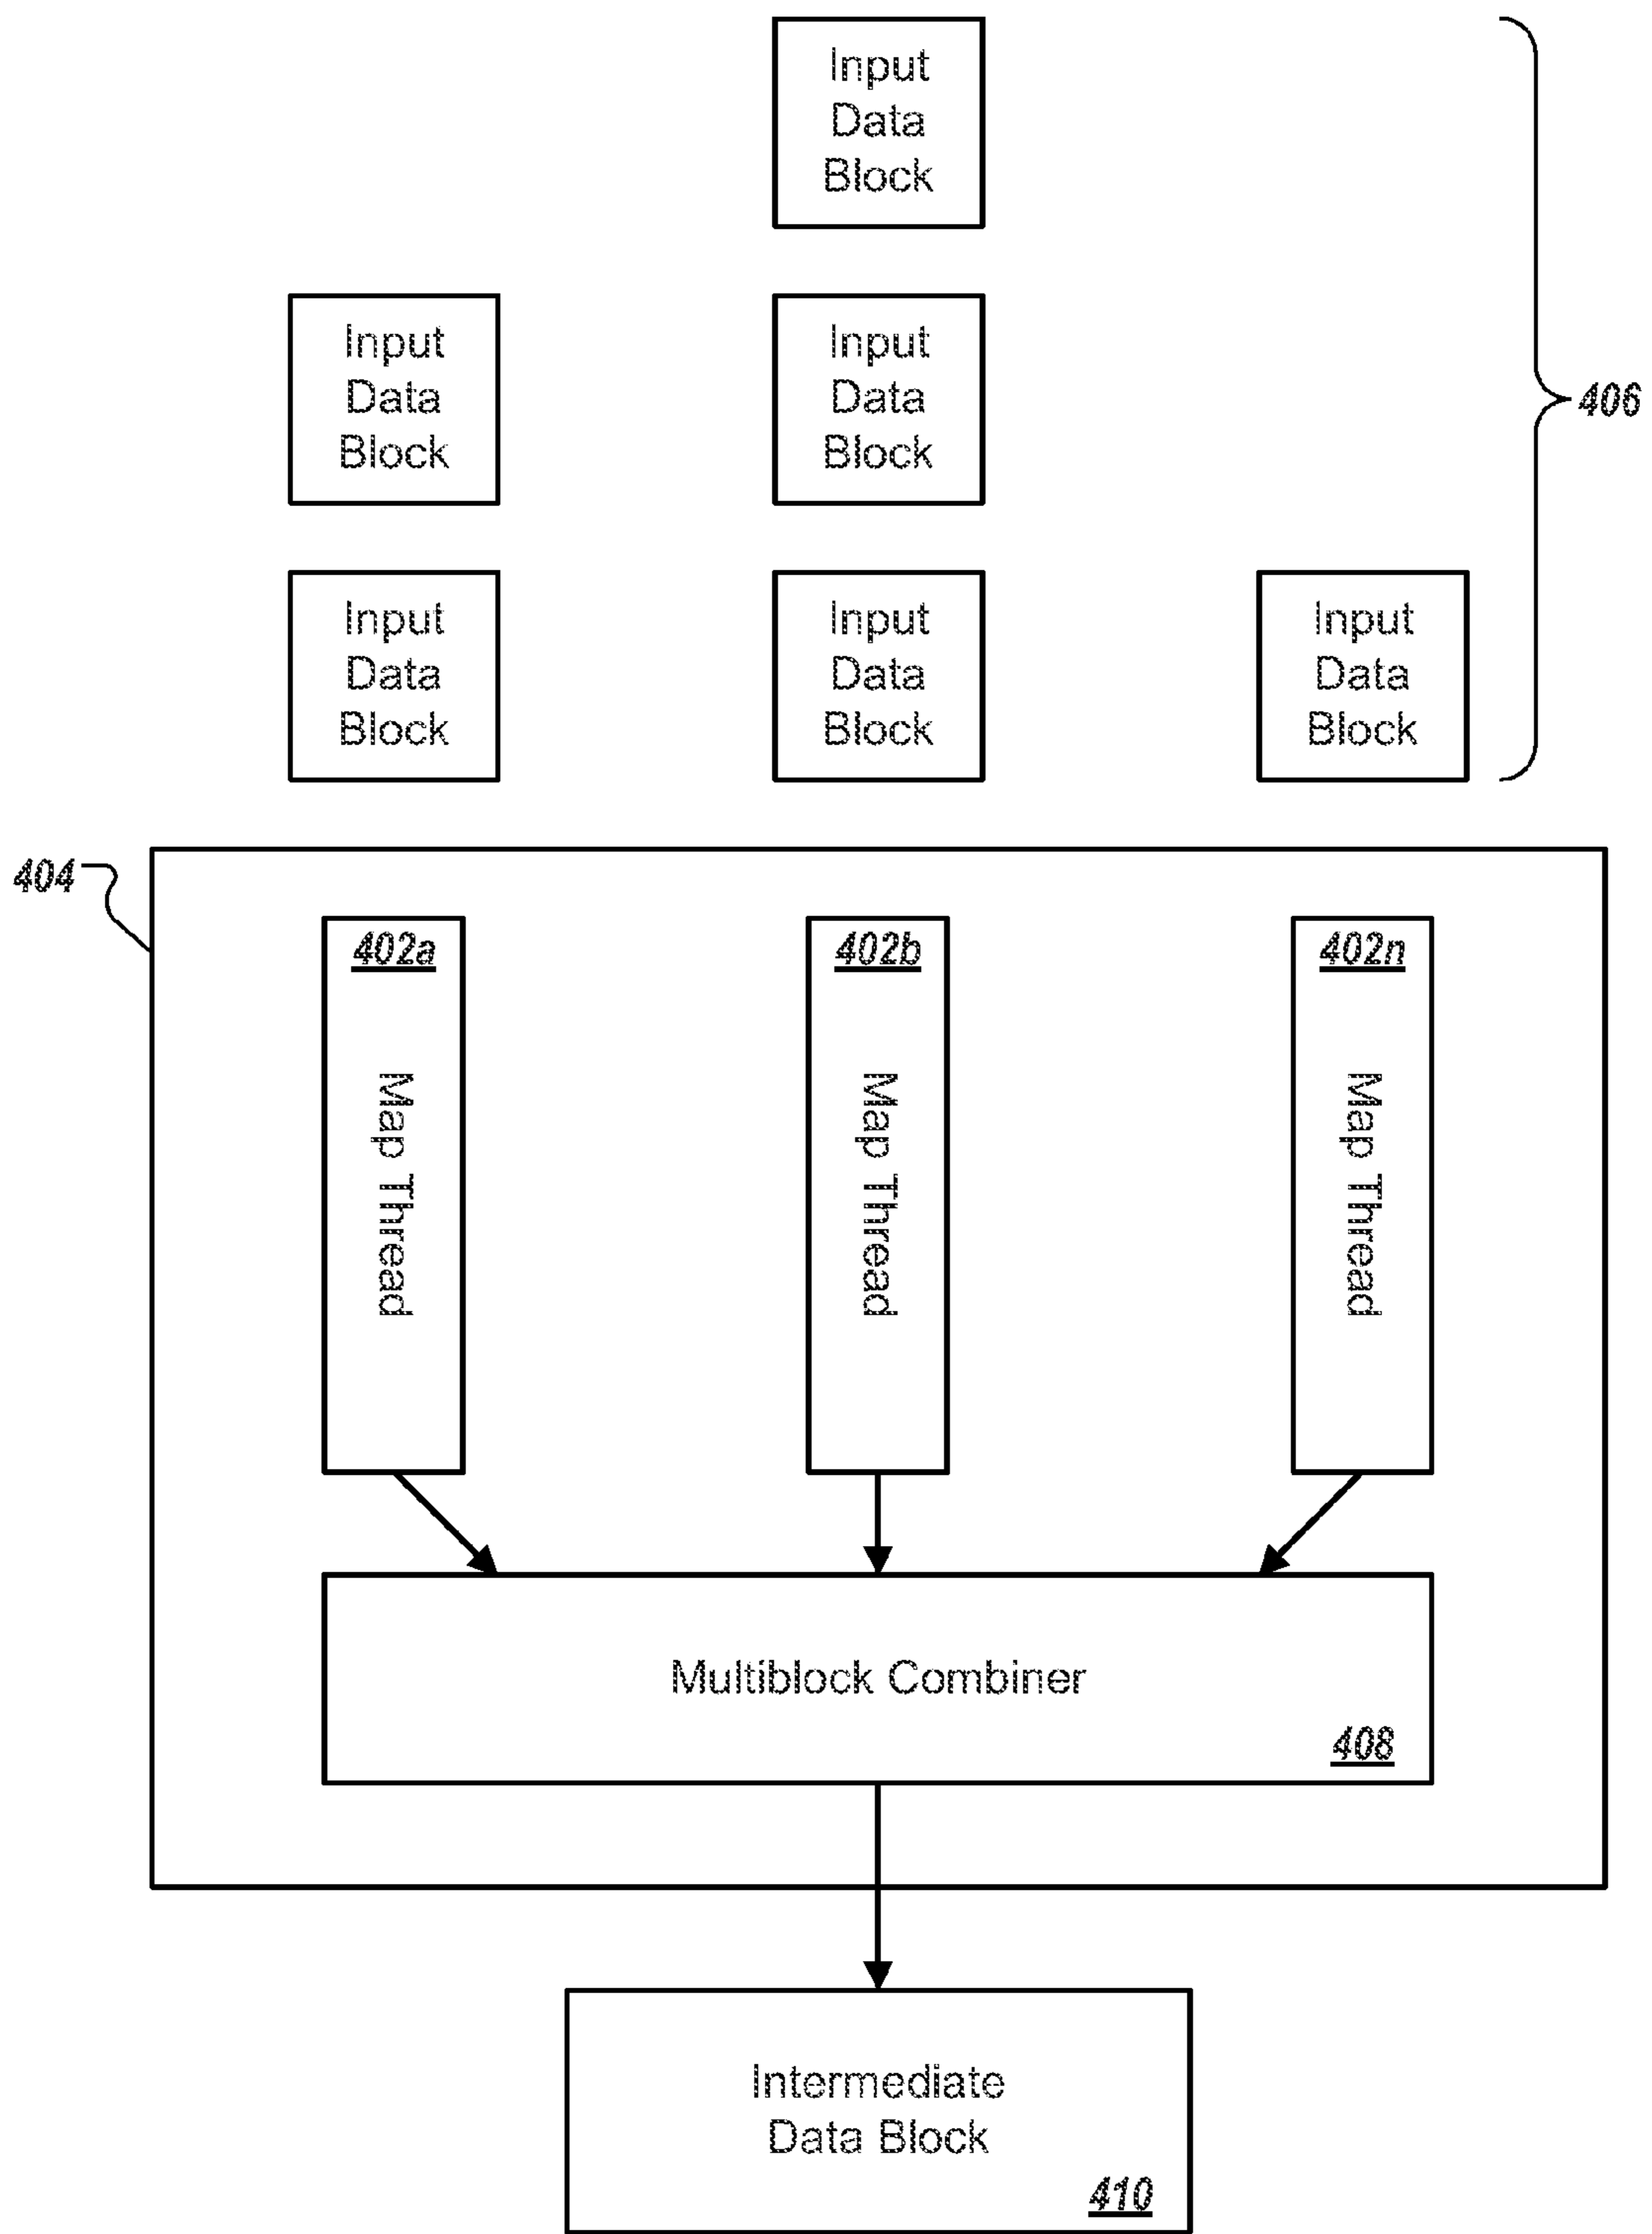 Input
Data
Block
Input
Data
Block
Input
Data
Block
406
Input
Data
Block
Input
Data
Block
Input
Data
Block
404
402a
402b
402n
Map Thread
Map Thread
Map Thread
Multiblock Combiner
408
Intermediate
Data Block
410